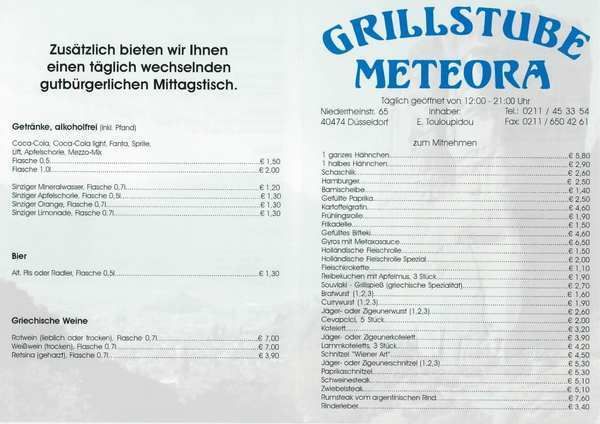 Zusätzlich bieten wir Ihnen
einen täglich wechselnden
gutbürgerlichen Mittagstisch.
Getränke, alkoholfrei (inkl. Pfand)
Coca-Cola, Coca-Cola light, Fanta, Sprite,
Lift, Apfelschorle, Mezzo-Mix
Flasche 0,5 € 1,50
Flasche 1,0l € 2,00
Sinziger Mineralwasser, Flasche 0,7l € 1,20
Sinziger Apfelschorle, Flasche 0,5l € 1,30
Sinziger Orange, Flasche 0,7l € 1,30
Sinziger Limonade, Flasche 0,7l € 1,30
Bier
Alt, Pils oder Radler, Flasche 0,5l € 1,30
Griechische Weine
Rotwein (lieblich oder trocken), Flasche 0,7l € 7,00
Weißwein (trocken), Flasche 0,7l € 7,00
Retsina (geharzt), Flasche 0,7l € 3,90
GRILLSTUBE
METEORA
Täglich geöffnet von 12:00 - 21:00 Uhr
Niederrheinstr. 65 Inhaber: Tel.: 0211 / 45 33 54
40474 Düsseldorf E. Touloupidou Fax: 0211 / 650 42 61
zum Mitnehmen
1 ganzes Hähnchen € 5,80
1 halbes Hähnchen € 2,90
Schaschlik € 2,60
Hamburger € 2,50
Barnischeibe € 1,40
Gefüllte Paprika € 2,50
Kartoffelgratin € 4,60
Frühlingsrolle € 1,90
Frikadelle € 1,50
Gefülltes Bifteki € 4,60
Gyros mit Metaxasauce € 6,50
Holländische Fleischrolle € 1,50
Holländische Fleischrolle Spezial € 2,00
Fleischkrokette € 1,10
Reibekuchen mit Apfelmus, 3 Stück € 1,90
Souvlaki - Grillspieß (griechische Spezialität) € 2,70
Bratwurst (1,2,3) € 1,60
Currywurst (1,2,3) € 1,90
Jäger- oder Zigeunerwurst (1,2,3) € 2,60
Cevapcici, 5 Stück € 2,60
Kotelett € 3,20
Jäger- oder Zigeunerkotelett € 3,90
Lammkoteletts, 3 Stück € 4,20
Schnitzel "Wiener Art" € 4,50
Jäger- oder Zigeunerschnitzel (1,2,3) € 5,30
Paprikaschnitzel € 5,30
Schweinesteak € 5,10
Zwiebelsteak € 5,10
Rumsteak vom argentinischen Rind € 7,60
Rinderleber € 3,40